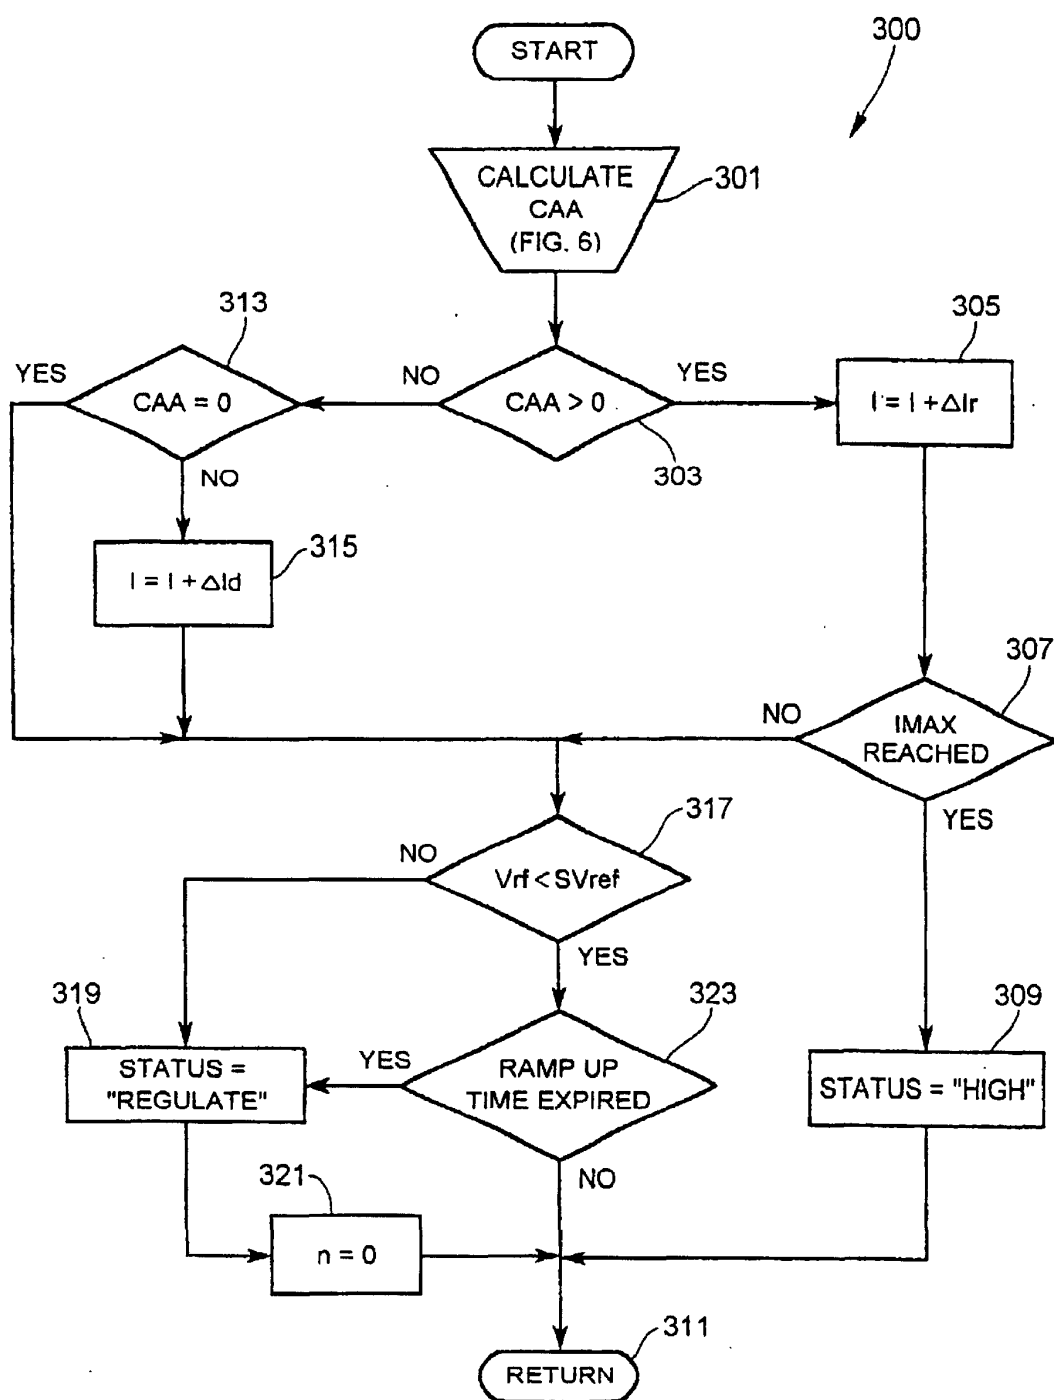 START
300
CALCULATE
CAA
(FIG. 6)
301
313
305
YES
CAA = 0
NO
CAA > 0
YES
I = I + ΔIr
303
NO
315
I = I + ΔId
307
NO
IMAX
REACHED
YES
317
NO
Vrf < SVref
YES
319
323
309
STATUS =
"REGULATE"
YES
RAMP UP
TIME EXPIRED
STATUS = "HIGH"
NO
321
n = 0
311
RETURN